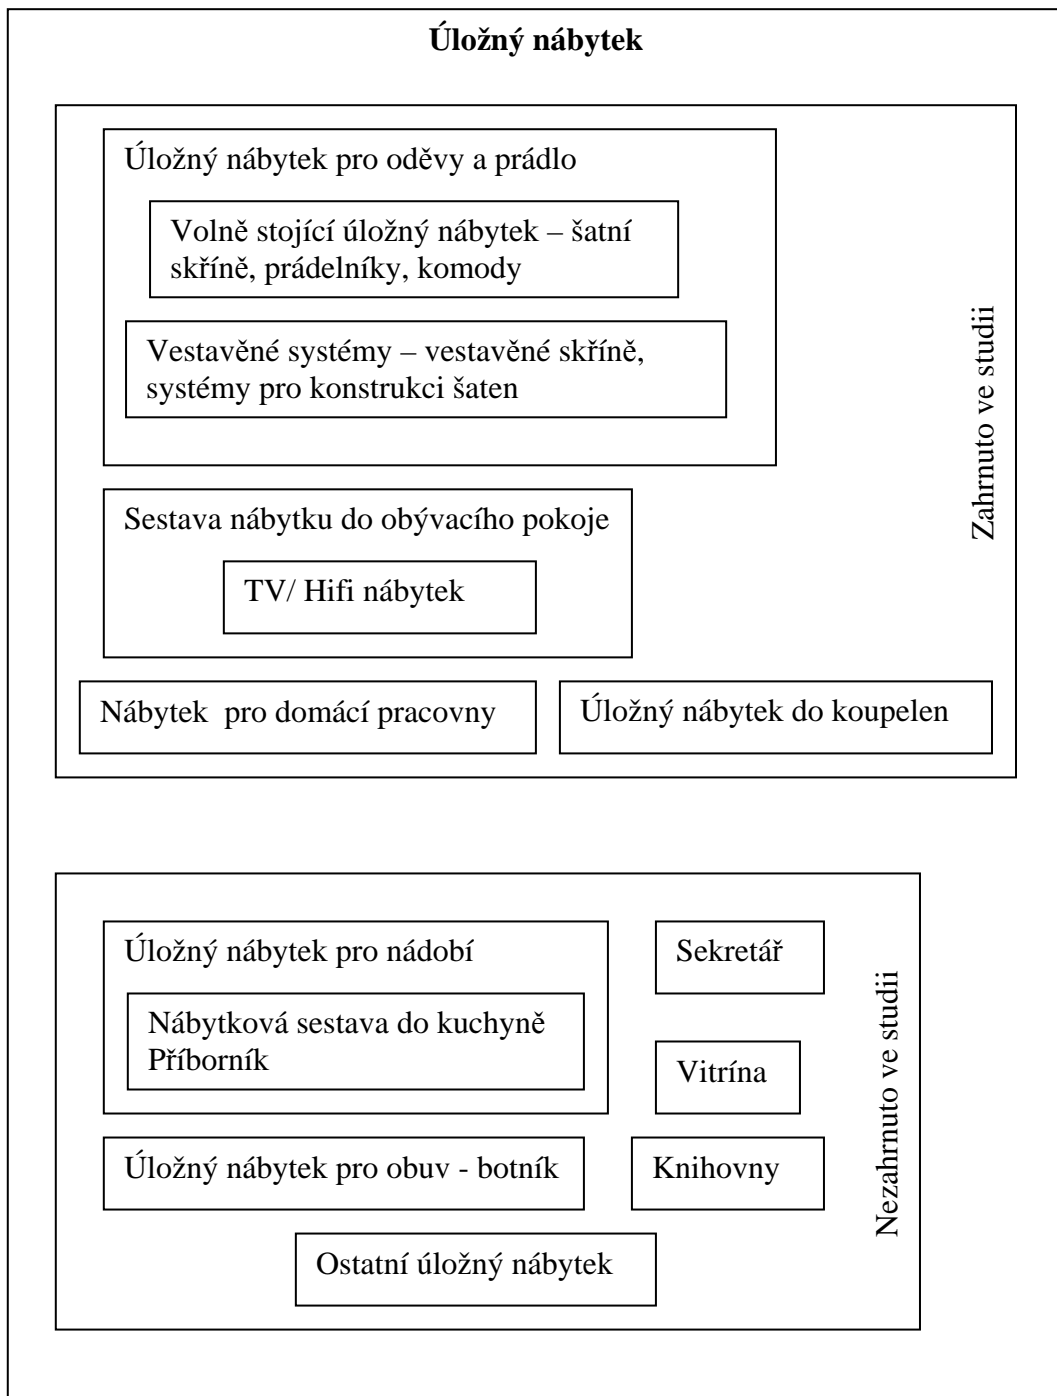 Úložný nábytek
Úložný nábytek pro oděvy a prádlo
Volně stojící úložný nábytek – šatní
skříně, prádelníky, komody
Vestavěné systémy – vestavěné skříně,
systémy pro konstrukci šaten
Zahrnuto ve studii
Sestava nábytku do obývacího pokoje
TV/ Hifi nábytek
Nábytek  pro domácí pracovny
Úložný nábytek do koupelen
Úložný nábytek pro nádobí
Nábytková sestava do kuchyně
Příborník
Sekretář
Vitrína
Úložný nábytek pro obuv - botník
Knihovny
Ostatní úložný nábytek
Nezahrnuto ve studii